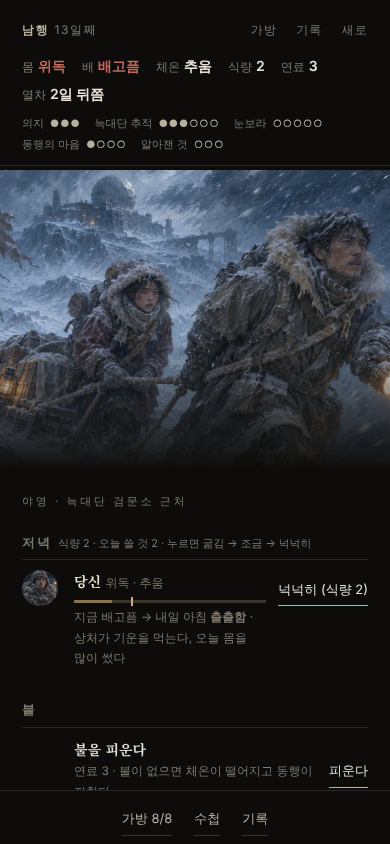 남행 13일째 가방 기록 새로
몸 위독 배 배고픔 체온 추움 식량 2 연료 3
열차 2일 뒤쯤
의지 ●●● 늑대단 추적 ●●●○○○ 눈보라 ○○○○○
동행의 마음 ●○○○ 알아챈 것 ○○○
야영 · 늑대단 검문소 근처
저녁 식량 2 · 오늘 쓸 것 2 · 누르면 굶김 → 조금 → 넉넉히
당신 위독 · 추움
넉넉히 (식량 2)
지금 배고픔 → 내일 아침 출출함 ·
상처가 기운을 먹는다, 오늘 몸을
많이 썼다
불
불을 피운다
연료 3 · 불이 없으면 체온이 떨어지고 동행이 피운다
지친다
가방 8/8 수첩 기록